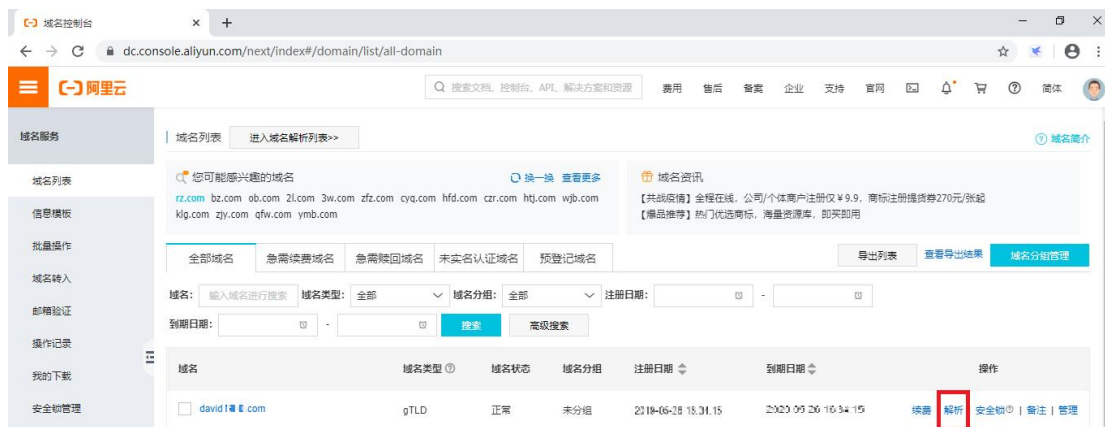 域名控制台
dc.console.aliyun.com/next/index#/domain/list/all-domain
阿里云
搜索文档、控制台、API、解决方案和资源 费用 售后 备案 企业 支持 官网 简体
域名服务
域名列表 进入域名解析列表>> 域名简介
域名列表
信息模板
批量操作
域名转入
邮箱验证
操作记录
我的下载
安全锁管理
您可能感兴趣的域名 换一换 查看更多
rz.com bz.com ob.com 2l.com 3w.com zfz.com cyq.com hfd.com czr.com htj.com wjb.com
klg.com zjy.com qfw.com ymb.com
域名资讯
【共战疫情】全程在线，公司/个体商户注册仅￥9.9，商标注册提货券270元/张起
【爆品推荐】热门优选商标，海量资源库，即买即用
全部域名 急需续费域名 急需赎回域名 未实名认证域名 预登记域名 导出列表 查看导出结果 域名分组管理
域名： 输入域名进行搜索 域名类型： 全部 域名分组： 全部 注册日期： -
到期日期： - 搜索 高级搜索
域名 域名类型 域名状态 域名分组 注册日期 到期日期 操作
gTLD 正常 未分组 续费 解析 安全锁 | 备注 | 管理